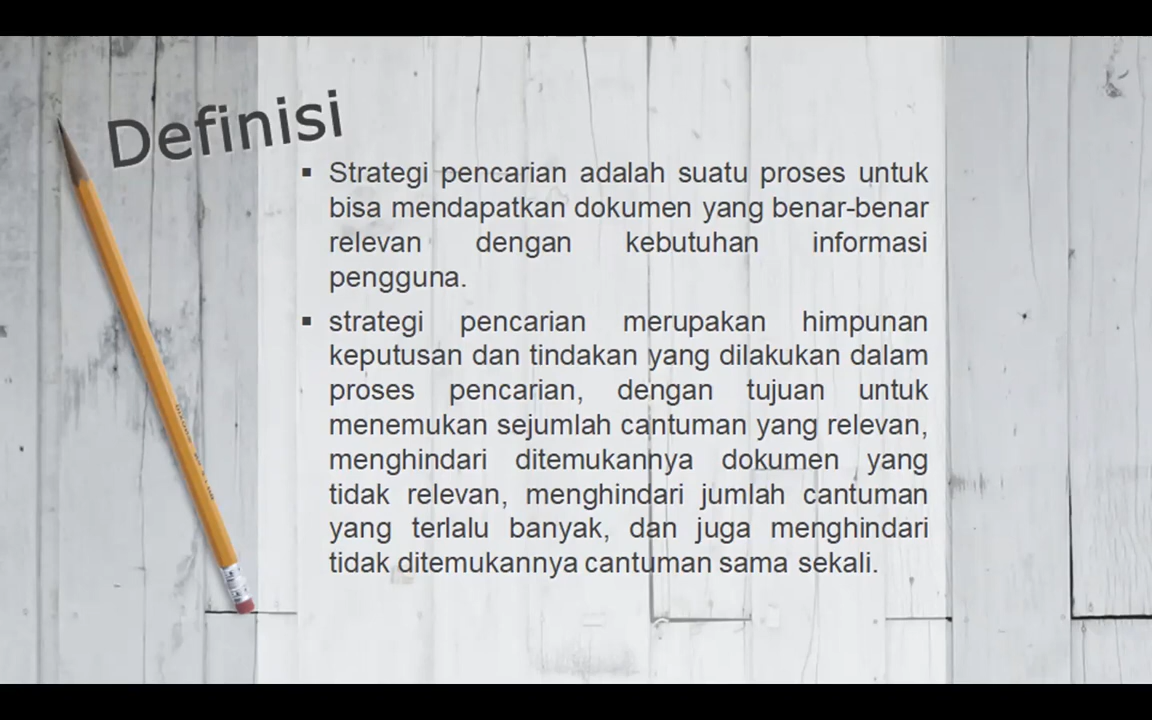 Definisi
▪ Strategi pencarian adalah suatu proses untuk
bisa mendapatkan dokumen yang benar-benar
relevan dengan kebutuhan informasi
pengguna.
▪ strategi pencarian merupakan himpunan
keputusan dan tindakan yang dilakukan dalam
proses pencarian, dengan tujuan untuk
menemukan sejumlah cantuman yang relevan,
menghindari ditemukannya dokumen yang
tidak relevan, menghindari jumlah cantuman
yang terlalu banyak, dan juga menghindari
tidak ditemukannya cantuman sama sekali.